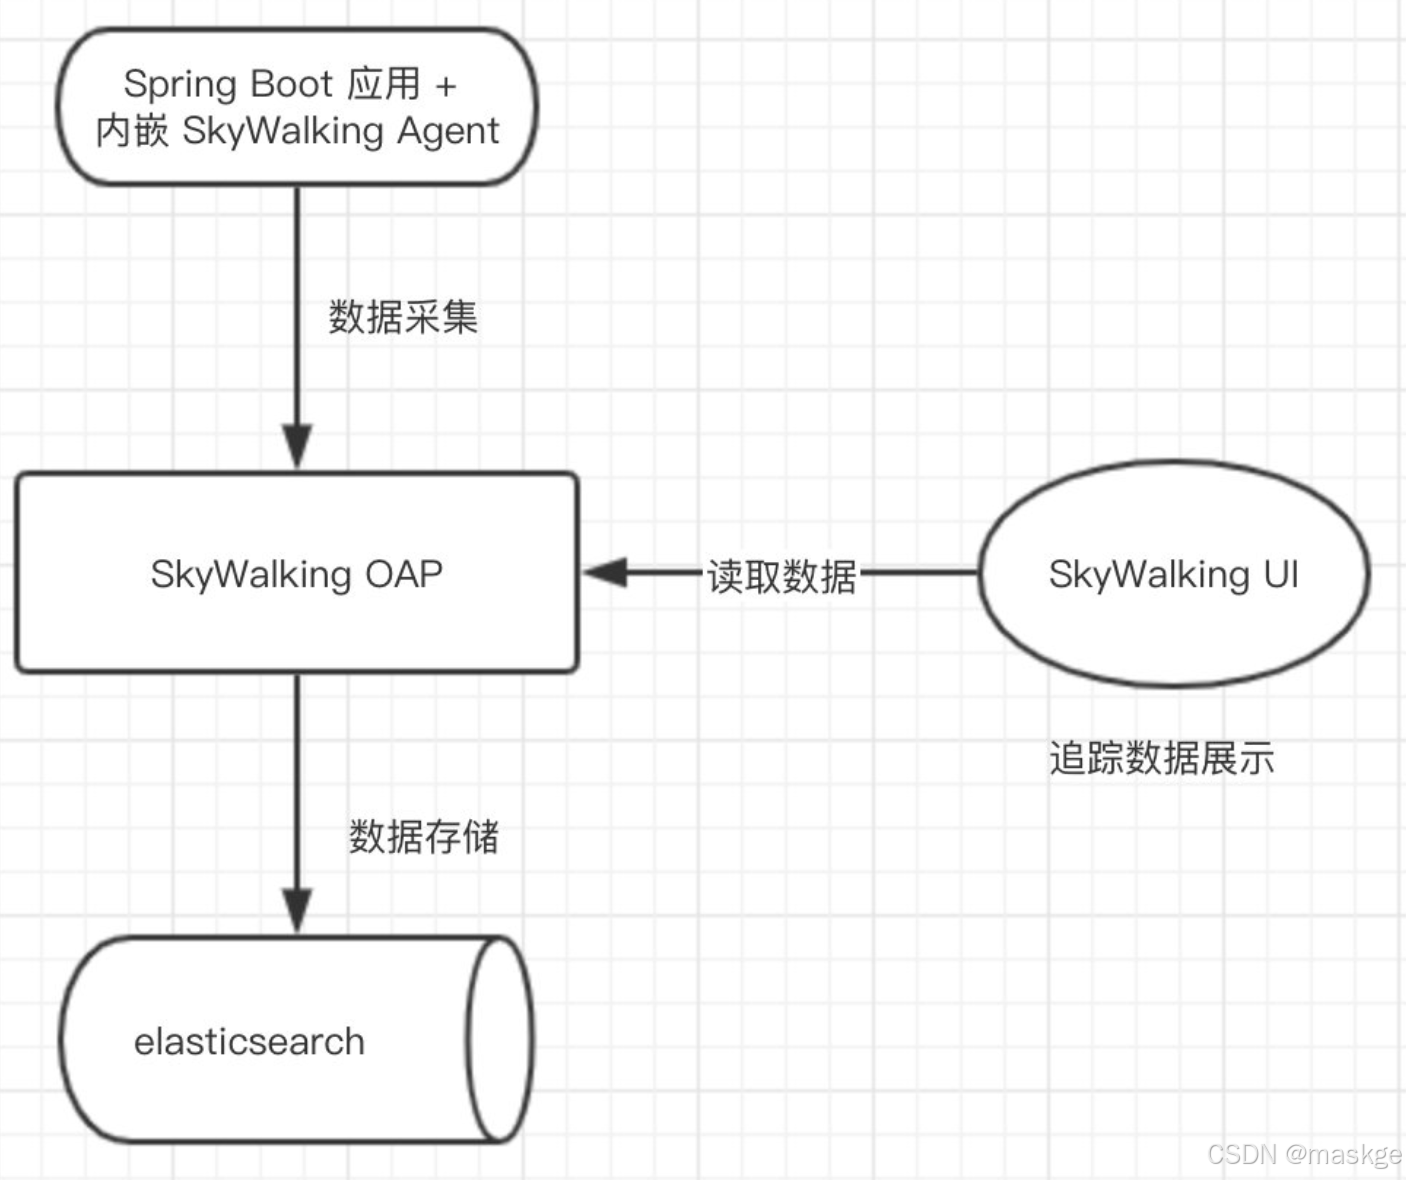 Spring Boot 应用 +
内嵌 SkyWalking Agent
数据采集
SkyWalking OAP
读取数据
SkyWalking UI
追踪数据展示
数据存储
elasticsearch
CSDN @maskge